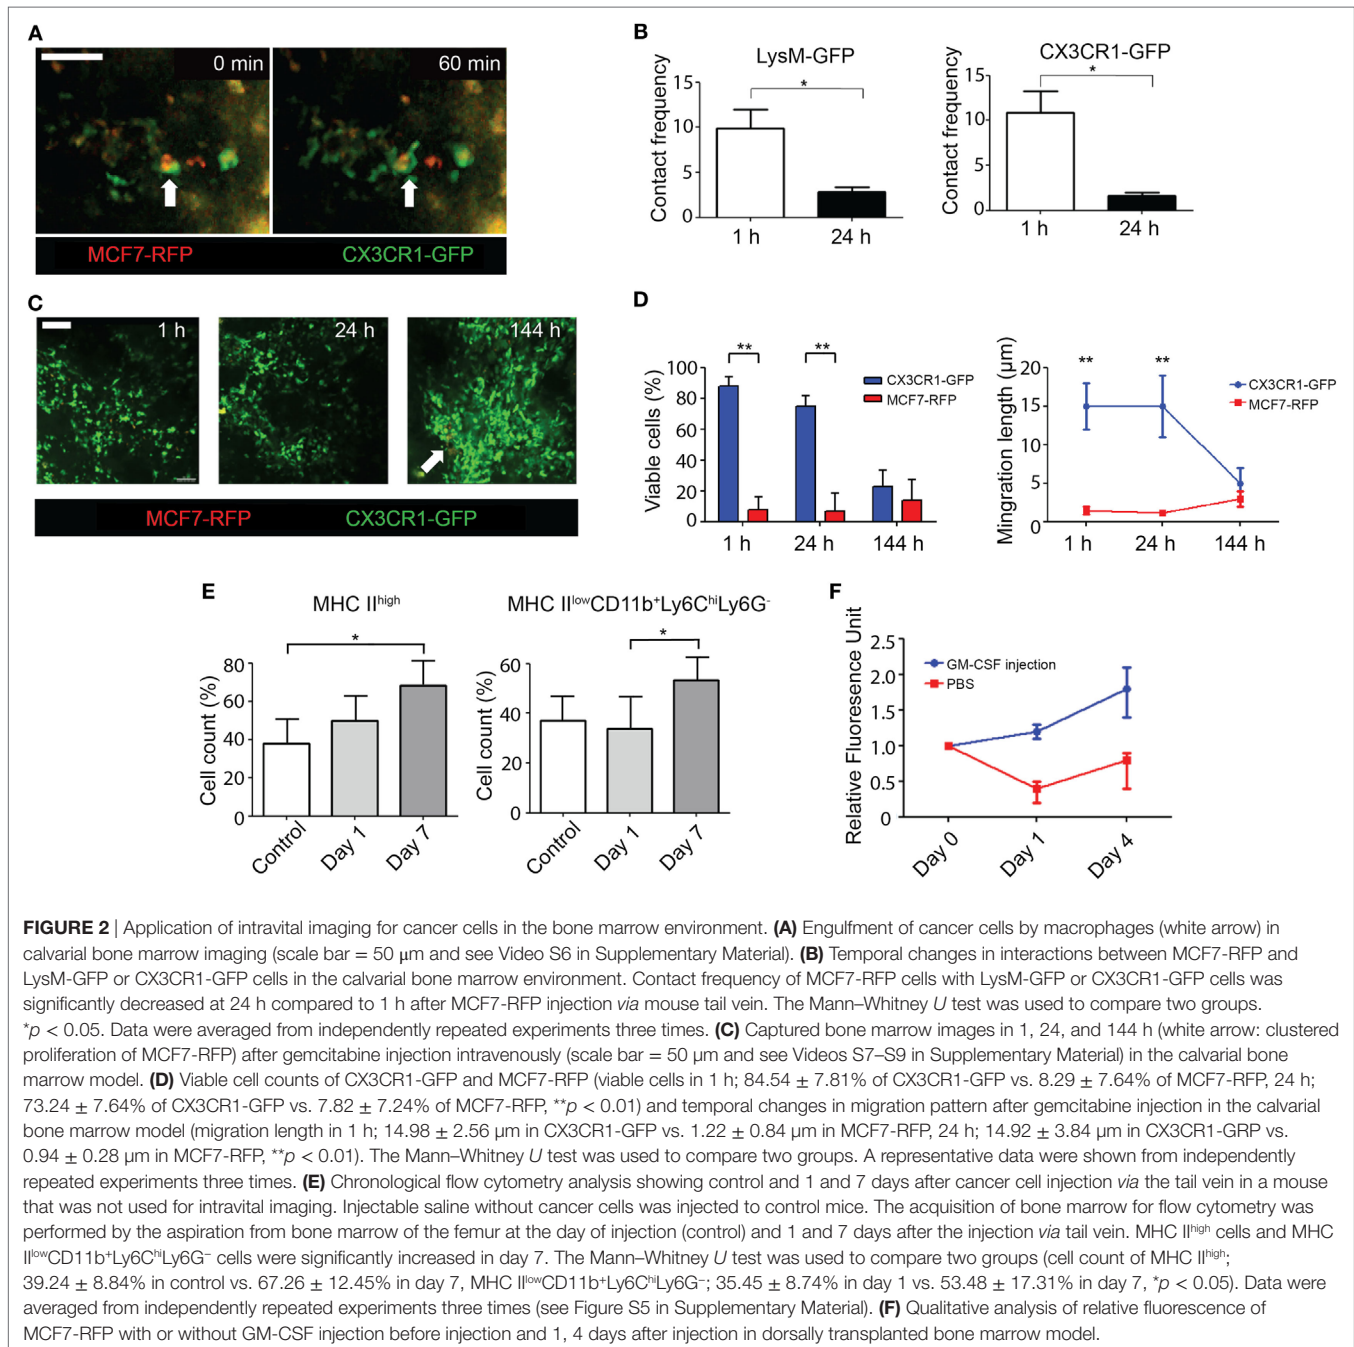 A
0 min
60 min
MCF7-RFP
CX3CR1-GFP
B
LysM-GFP
Contact frequency
15
10
5
0
*
1 h
24 h
CX3CR1-GFP
Contact frequency
15
10
5
0
*
1 h
24 h
C
1 h
24 h
144 h
MCF7-RFP
CX3CR1-GFP
D
Viable cells (%)
100
80
60
40
20
0
**
**
CX3CR1-GFP
MCF7-RFP
1 h
24 h
144 h
Mingration length (µm)
20
15
10
5
0
**
**
CX3CR1-GFP
MCF7-RFP
1 h
24 h
144 h
E
MHC IIhigh
Cell count (%)
80
60
40
20
0
*
Control
Day 1
Day 7
MHC IIlowCD11b+Ly6ChiLy6G-
Cell count (%)
60
40
20
0
*
Control
Day 1
Day 7
F
Relative Fluoresence Unit
2.5
2.0
1.5
1.0
0.5
0
GM-CSF injection
PBS
Day 0
Day 1
Day 4
FIGURE 2 | Application of intravital imaging for cancer cells in the bone marrow environment. (A) Engulfment of cancer cells by macrophages (white arrow) in
calvarial bone marrow imaging (scale bar = 50 μm and see Video S6 in Supplementary Material). (B) Temporal changes in interactions between MCF7-RFP and
LysM-GFP or CX3CR1-GFP cells in the calvarial bone marrow environment. Contact frequency of MCF7-RFP cells with LysM-GFP or CX3CR1-GFP cells was
significantly decreased at 24 h compared to 1 h after MCF7-RFP injection via mouse tail vein. The Mann–Whitney U test was used to compare two groups.
*p < 0.05. Data were averaged from independently repeated experiments three times. (C) Captured bone marrow images in 1, 24, and 144 h (white arrow: clustered
proliferation of MCF7-RFP) after gemcitabine injection intravenously (scale bar = 50 μm and see Videos S7–S9 in Supplementary Material) in the calvarial bone
marrow model. (D) Viable cell counts of CX3CR1-GFP and MCF7-RFP (viable cells in 1 h; 84.54 ± 7.81% of CX3CR1-GFP vs. 8.29 ± 7.64% of MCF7-RFP, 24 h;
73.24 ± 7.64% of CX3CR1-GFP vs. 7.82 ± 7.24% of MCF7-RFP, **p < 0.01) and temporal changes in migration pattern after gemcitabine injection in the calvarial
bone marrow model (migration length in 1 h; 14.98 ± 2.56 μm in CX3CR1-GFP vs. 1.22 ± 0.84 μm in MCF7-RFP, 24 h; 14.92 ± 3.84 μm in CX3CR1-GRP vs.
0.94 ± 0.28 μm in MCF7-RFP, **p < 0.01). The Mann–Whitney U test was used to compare two groups. A representative data were shown from independently
repeated experiments three times. (E) Chronological flow cytometry analysis showing control and 1 and 7 days after cancer cell injection via the tail vein in a mouse
that was not used for intravital imaging. Injectable saline without cancer cells was injected to control mice. The acquisition of bone marrow for flow cytometry was
performed by the aspiration from bone marrow of the femur at the day of injection (control) and 1 and 7 days after the injection via tail vein. MHC IIhigh cells and MHC
IIlowCD11b+Ly6ChiLy6G− cells were significantly increased in day 7. The Mann–Whitney U test was used to compare two groups (cell count of MHC IIhigh;
39.24 ± 8.84% in control vs. 67.26 ± 12.45% in day 7, MHC IIlowCD11b+Ly6ChiLy6G−; 35.45 ± 8.74% in day 1 vs. 53.48 ± 17.31% in day 7, *p < 0.05). Data were
averaged from independently repeated experiments three times (see Figure S5 in Supplementary Material). (F) Qualitative analysis of relative fluorescence of
MCF7-RFP with or without GM-CSF injection before injection and 1, 4 days after injection in dorsally transplanted bone marrow model.